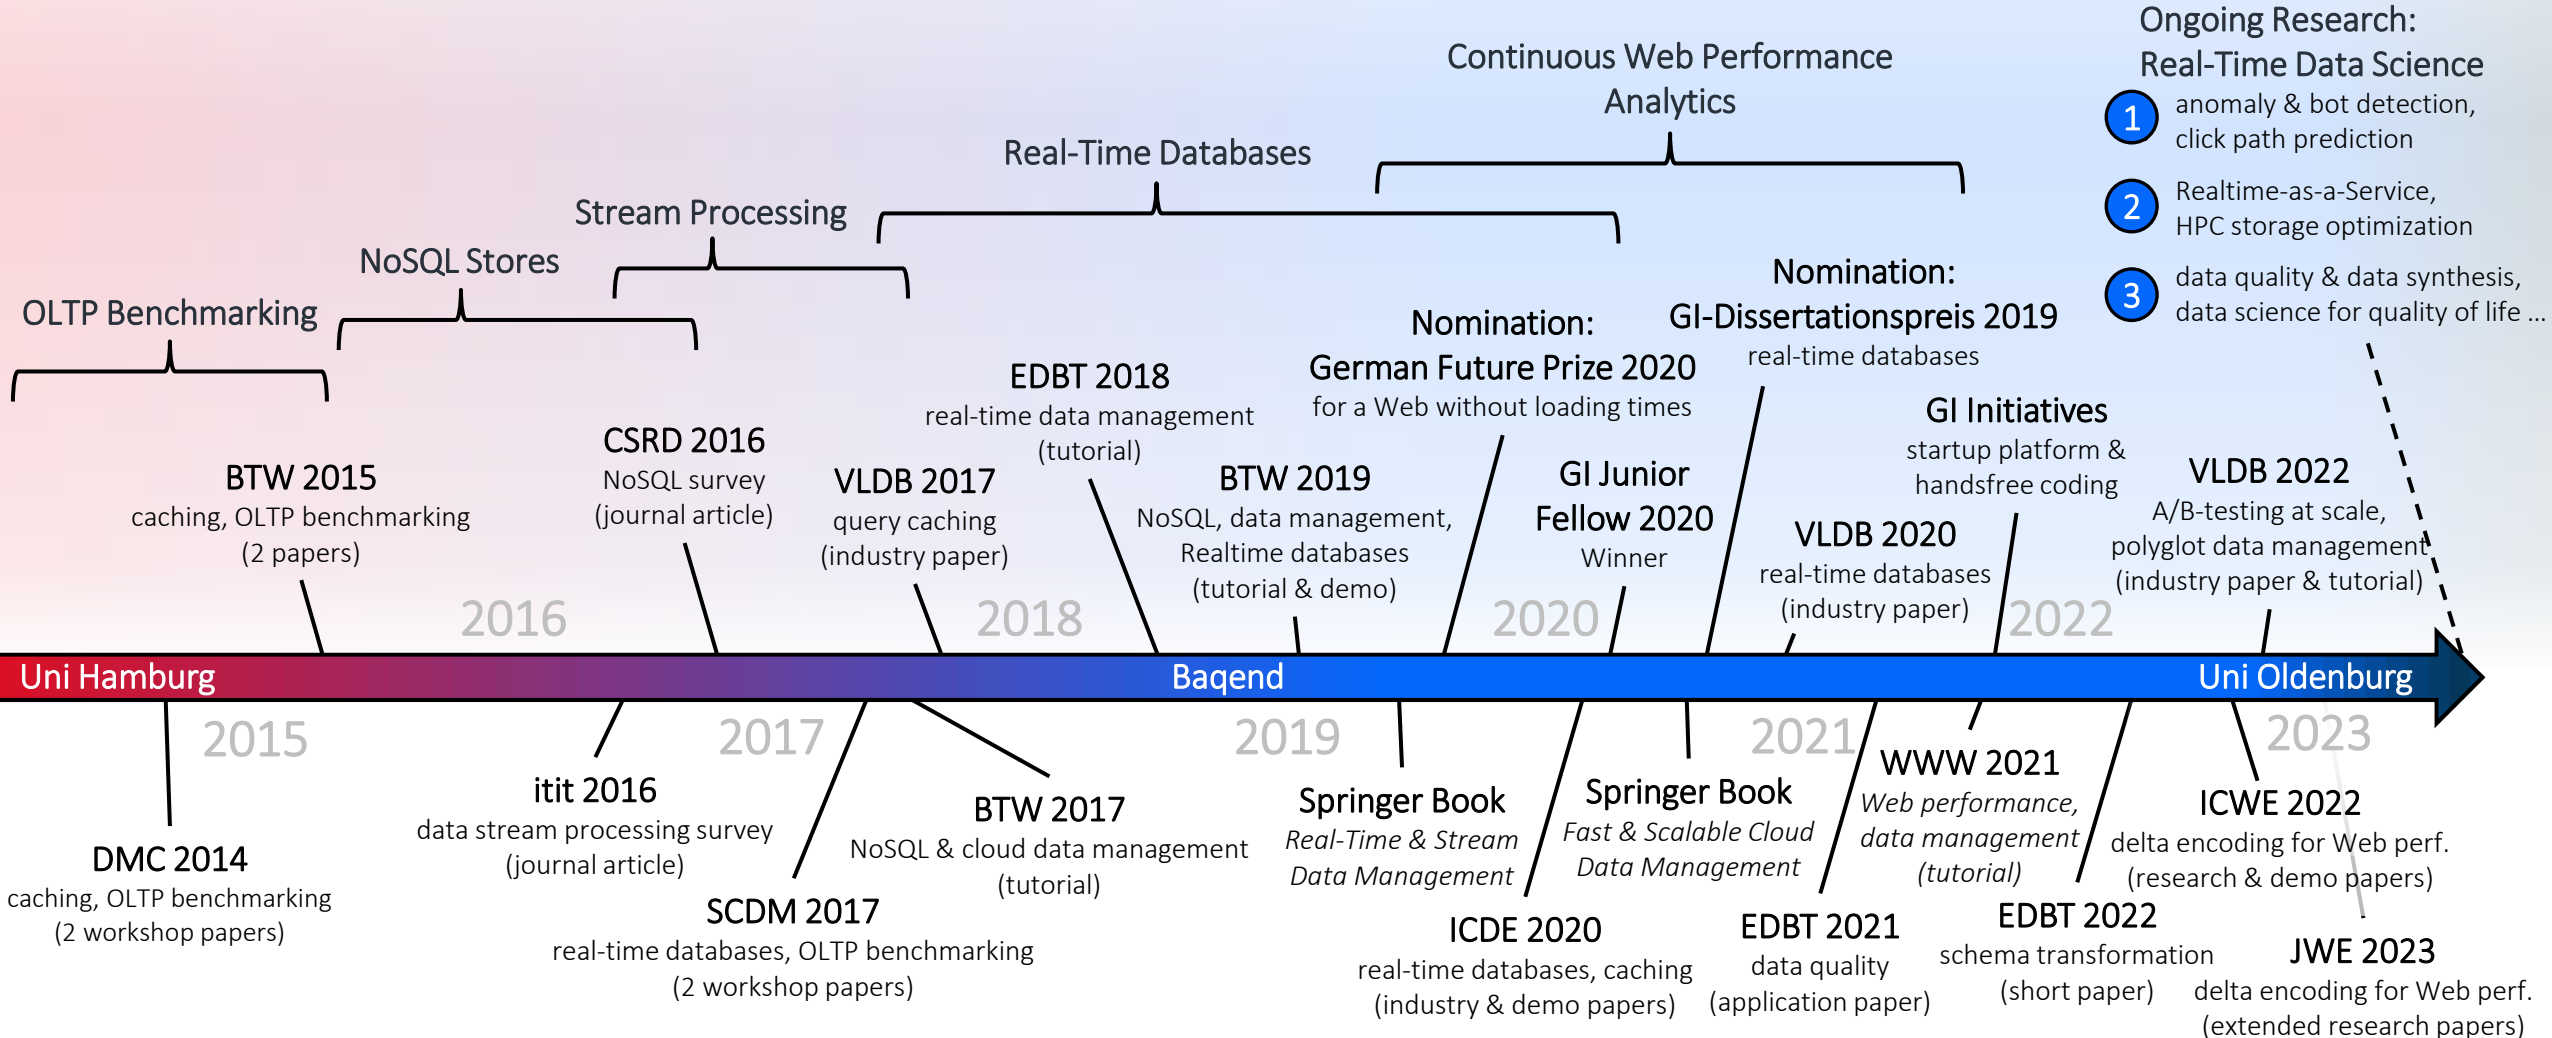 Ongoing Research:
Real-Time Data Science
1
anomaly & bot detection,
click path prediction
2
Realtime-as-a-Service,
HPC storage optimization
3
data quality & data synthesis,
data science for quality of life ...
Continuous Web Performance
Analytics
Real-Time Databases
Stream Processing
NoSQL Stores
OLTP Benchmarking
BTW 2015
caching, OLTP benchmarking
(2 papers)
CSRD 2016
NoSQL survey
(journal article)
VLDB 2017
query caching
(industry paper)
EDBT 2018
real-time data management
(tutorial)
BTW 2019
NoSQL, data management,
Realtime databases
(tutorial & demo)
Nomination:
German Future Prize 2020
for a Web without loading times
GI Junior
Fellow 2020
Winner
Nomination:
GI-Dissertationspreis 2019
real-time databases
VLDB 2020
real-time databases
(industry paper)
GI Initiatives
startup platform &
handsfree coding
VLDB 2022
A/B-testing at scale,
polyglot data management
(industry paper & tutorial)
2016
2018
2020
2022
Uni Hamburg
Baqend
Uni Oldenburg
2015
2017
2019
2021
2023
DMC 2014
caching, OLTP benchmarking
(2 workshop papers)
itit 2016
data stream processing survey
(journal article)
SCDM 2017
real-time databases, OLTP benchmarking
(2 workshop papers)
BTW 2017
NoSQL & cloud data management
(tutorial)
Springer Book
Real-Time & Stream
Data Management
ICDE 2020
real-time databases, caching
(industry & demo papers)
Springer Book
Fast & Scalable Cloud
Data Management
EDBT 2021
data quality
(application paper)
WWW 2021
Web performance,
data management
(tutorial)
EDBT 2022
schema transformation
(short paper)
ICWE 2022
delta encoding for Web perf.
(research & demo papers)
JWE 2023
delta encoding for Web perf.
(extended research papers)